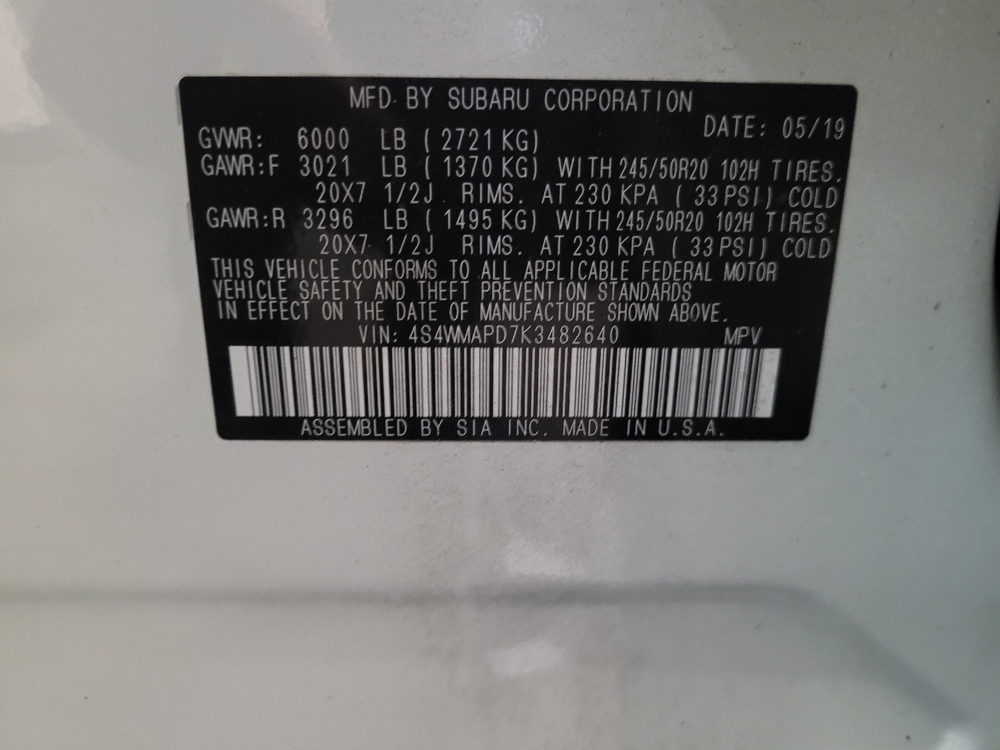 MFD. BY SUBARU CORPORATION
DATE: 05/19
GVWR: 6000 LB ( 2721 KG)
GAWR:F 3021 LB ( 1370 KG) WITH 245/50R20 102H TIRES.
20X7 1/2J RIMS. AT 230 KPA ( 33 PSI) COLD
GAWR:R 3296 LB ( 1495 KG) WITH 245/50R20 102H TIRES.
20X7 1/2J RIMS. AT 230 KPA ( 33 PSI) COLD
THIS VEHICLE CONFORMS TO ALL APPLICABLE FEDERAL MOTOR
VEHICLE SAFETY AND THEFT PREVENTION STANDARDS
IN EFFECT ON THE DATE OF MANUFACTURE SHOWN ABOVE.
VIN: 4S4WMAPD7K3482640 MPV
ASSEMBLED BY SIA INC. MADE IN U.S.A.